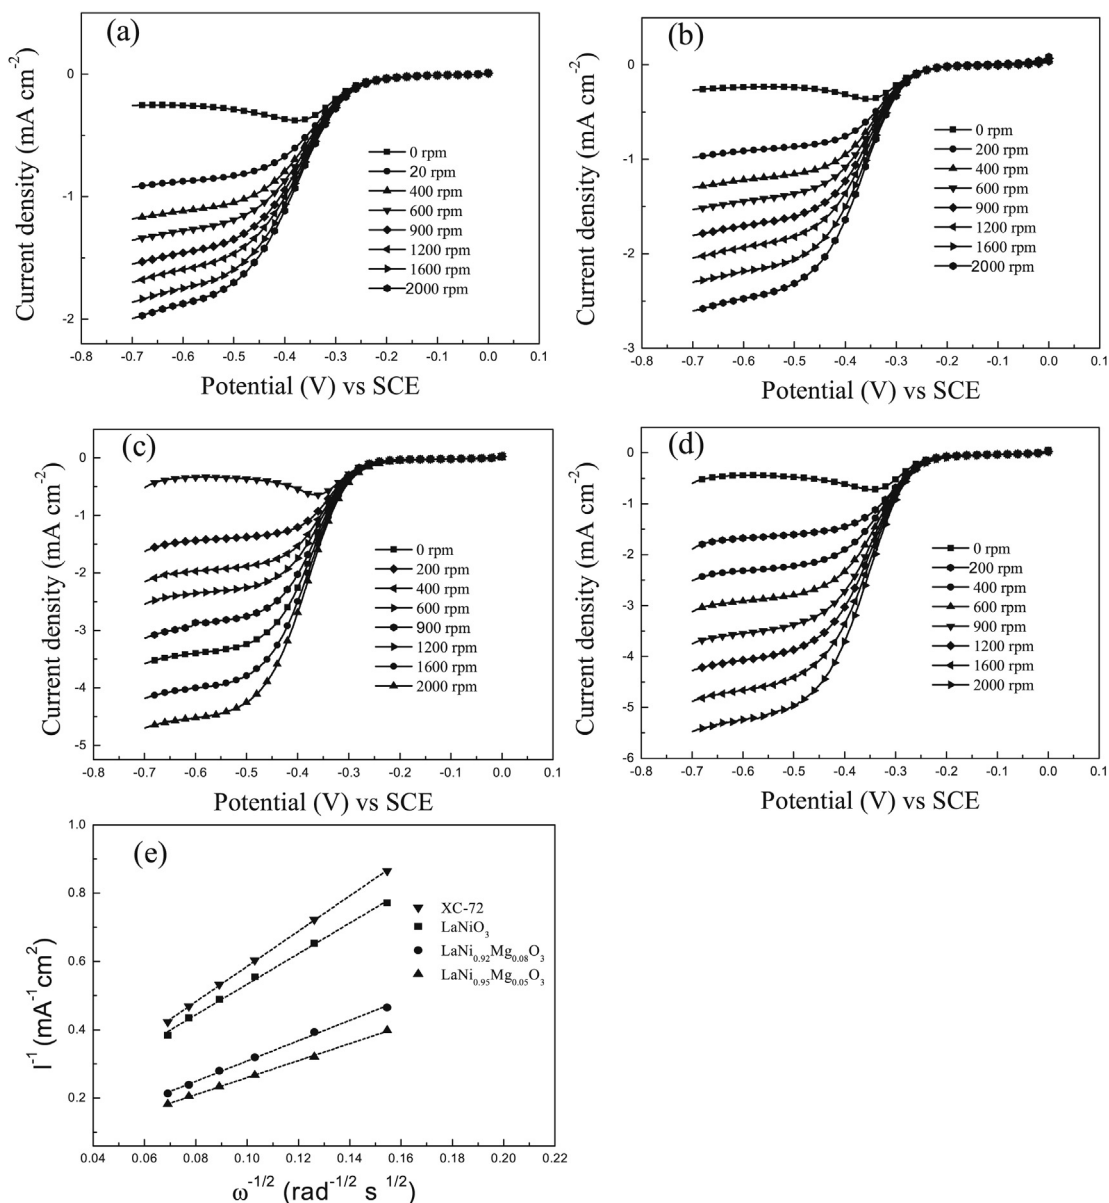 (a)
Current density (mA cm-2)
0
-1
-2
0 rpm
20 rpm
400 rpm
600 rpm
900 rpm
1200 rpm
1600 rpm
2000 rpm
-0.8 -0.7 -0.6 -0.5 -0.4 -0.3 -0.2 -0.1 0.0 0.1
Potential (V) vs SCE
(b)
Current density (mA cm-2)
0
-1
-2
-3
0 rpm
200 rpm
400 rpm
600 rpm
900 rpm
1200 rpm
1600 rpm
2000 rpm
-0.8 -0.7 -0.6 -0.5 -0.4 -0.3 -0.2 -0.1 0.0 0.1
Potential (V) vs SCE
(c)
Current density (mA cm-2)
0
-1
-2
-3
-4
-5
0 rpm
200 rpm
400 rpm
600 rpm
900 rpm
1200 rpm
1600 rpm
2000 rpm
-0.8 -0.7 -0.6 -0.5 -0.4 -0.3 -0.2 -0.1 0.0 0.1
Potential (V) vs SCE
(d)
Current density (mA cm-2)
0
-1
-2
-3
-4
-5
-6
0 rpm
200 rpm
400 rpm
600 rpm
900 rpm
1200 rpm
1600 rpm
2000 rpm
-0.8 -0.7 -0.6 -0.5 -0.4 -0.3 -0.2 -0.1 0.0 0.1
Potential (V) vs SCE
(e)
I-1 (mA-1cm2)
1.0
0.8
0.6
0.4
0.2
XC-72
LaNiO3
LaNi0.92Mg0.08O3
LaNi0.95Mg0.05O3
0.04 0.06 0.08 0.10 0.12 0.14 0.16 0.18 0.20 0.22
ω-1/2 (rad-1/2 s 1/2)